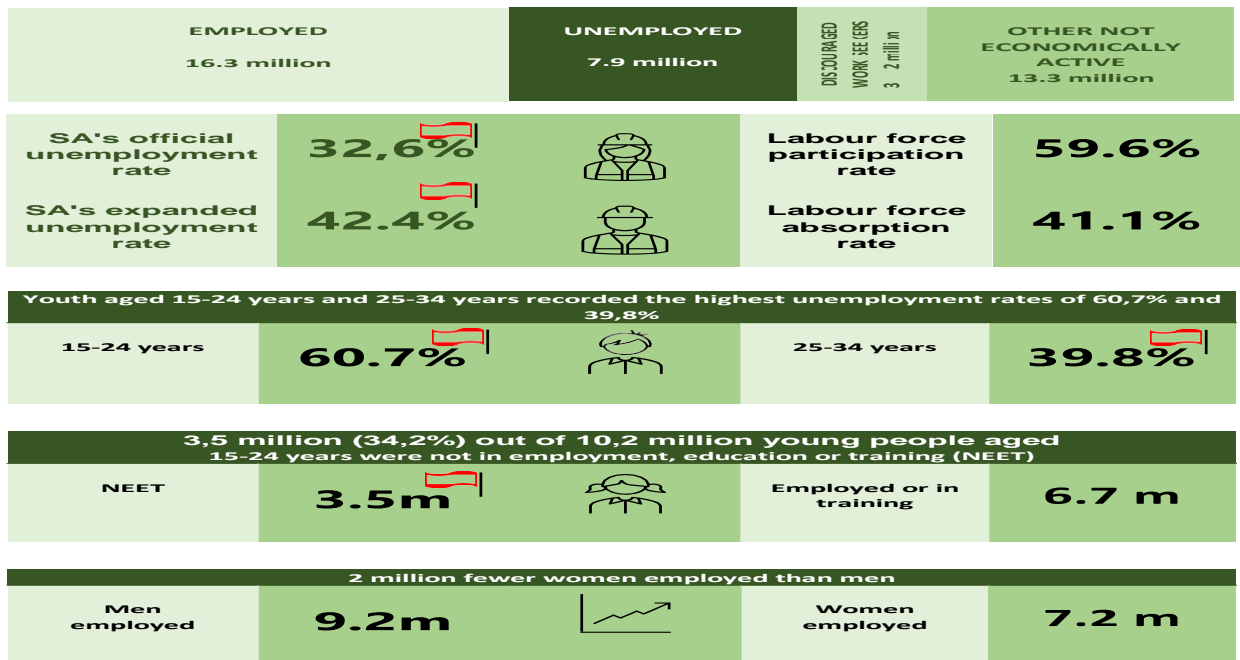 EMPLOYED
16.3 million
UNEMPLOYED
7.9 million
DISCOURAGED
WORK SEEKERS
3 2 million
OTHER NOT
ECONOMICALLY
ACTIVE
13.3 million
SA's official
unemployment
rate
32,6%
Labour force
participation
rate
59.6%
SA's expanded
unemployment
rate
42.4%
Labour force
absorption
rate
41.1%
Youth aged 15-24 years and 25-34 years recorded the highest unemployment rates of 60,7% and
39,8%
15-24 years
60.7%
25-34 years
39.8%
3,5 million (34,2%) out of 10,2 million young people aged
15-24 years were not in employment, education or training (NEET)
NEET
3.5m
Employed or in
training
6.7 m
2 million fewer women employed than men
Men
employed
9.2m
Women
employed
7.2 m